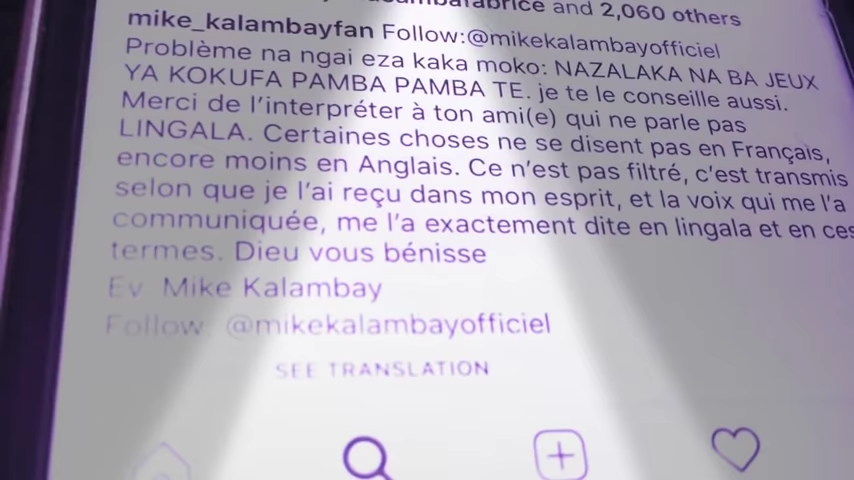 and 2,060 others
mike_kalambayfan Follow:@mikekalambayofficiel
Problème na ngai eza kaka moko: NAZALAKA NA BA JEUX
YA KOKUFA PAMBA PAMBA TE. je te le conseille aussi.
Merci de l'interpréter à ton ami(e) qui ne parle pas
LINGALA. Certaines choses ne se disent pas en Français,
encore moins en Anglais. Ce n'est pas filtré, c'est transmis
selon que je l'ai reçu dans mon esprit, et la voix qui me l'a
communiquée, me l'a exactement dite en lingala et en ces
termes. Dieu vous bénisse
Ev Mike Kalambay
Follow @mikekalambayofficiel
SEE TRANSLATION